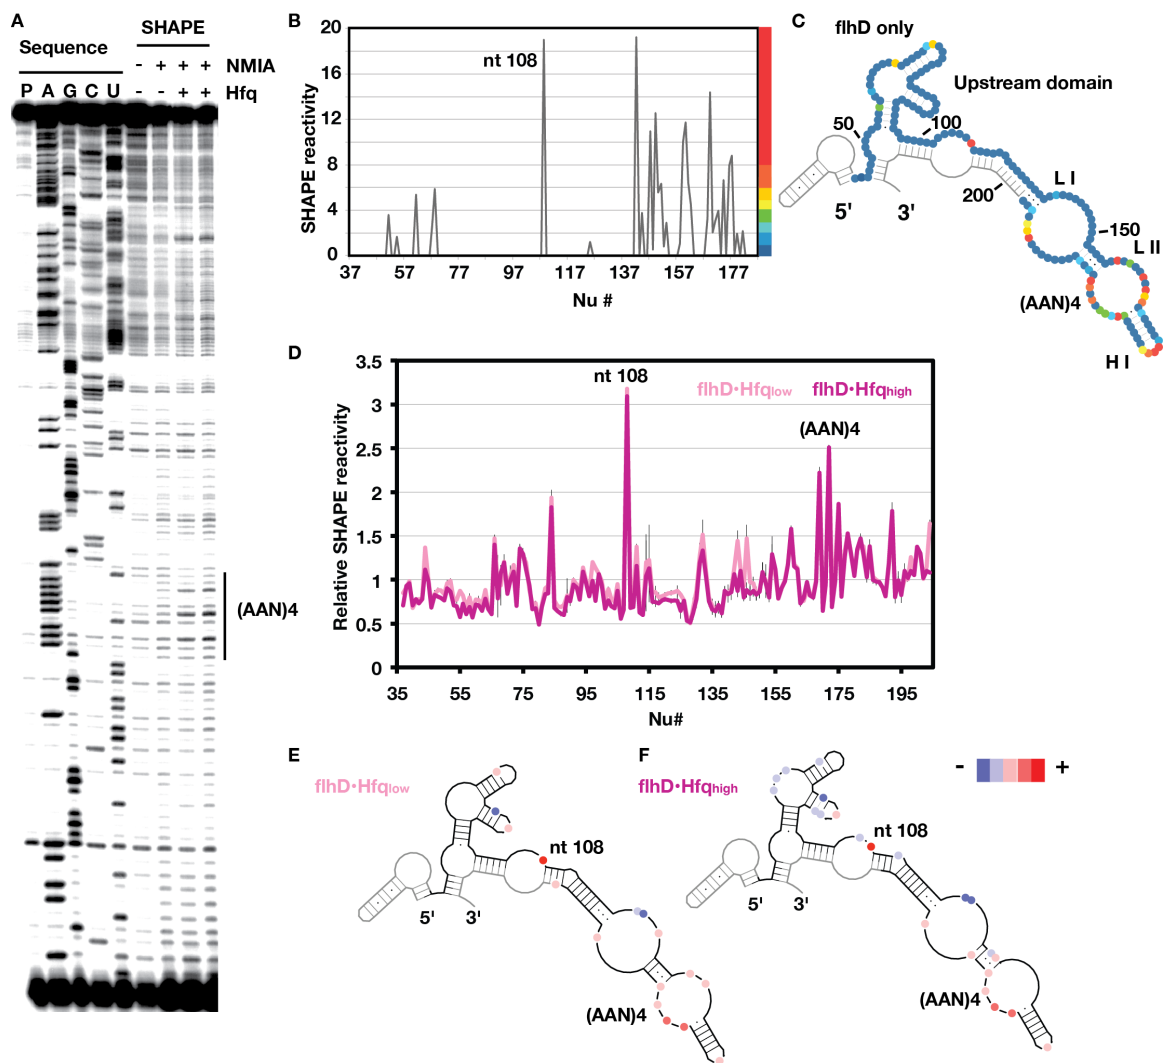 A
Sequence
SHAPE
- + + + NMIA
P A G C U - - + + Hfq
(AAN)4
B
SHAPE reactivity
20
16
12
8
4
0
nt 108
37 57 77 97 117 137 157 177
Nu #
C
flhD only
Upstream domain
50
100
200
5'
3'
L I
150
L II
(AAN)4
H I
D
Relative SHAPE reactivity
3.5
3
2.5
2
1.5
1
0.5
0
nt 108
flhD•Hfqlow flhD•Hfqhigh
(AAN)4
35 55 75 95 115 135 155 175 195
Nu#
E
flhD•Hfqlow
nt 108
5'
3'
(AAN)4
F
flhD•Hfqhigh
- +
nt 108
5'
3'
(AAN)4